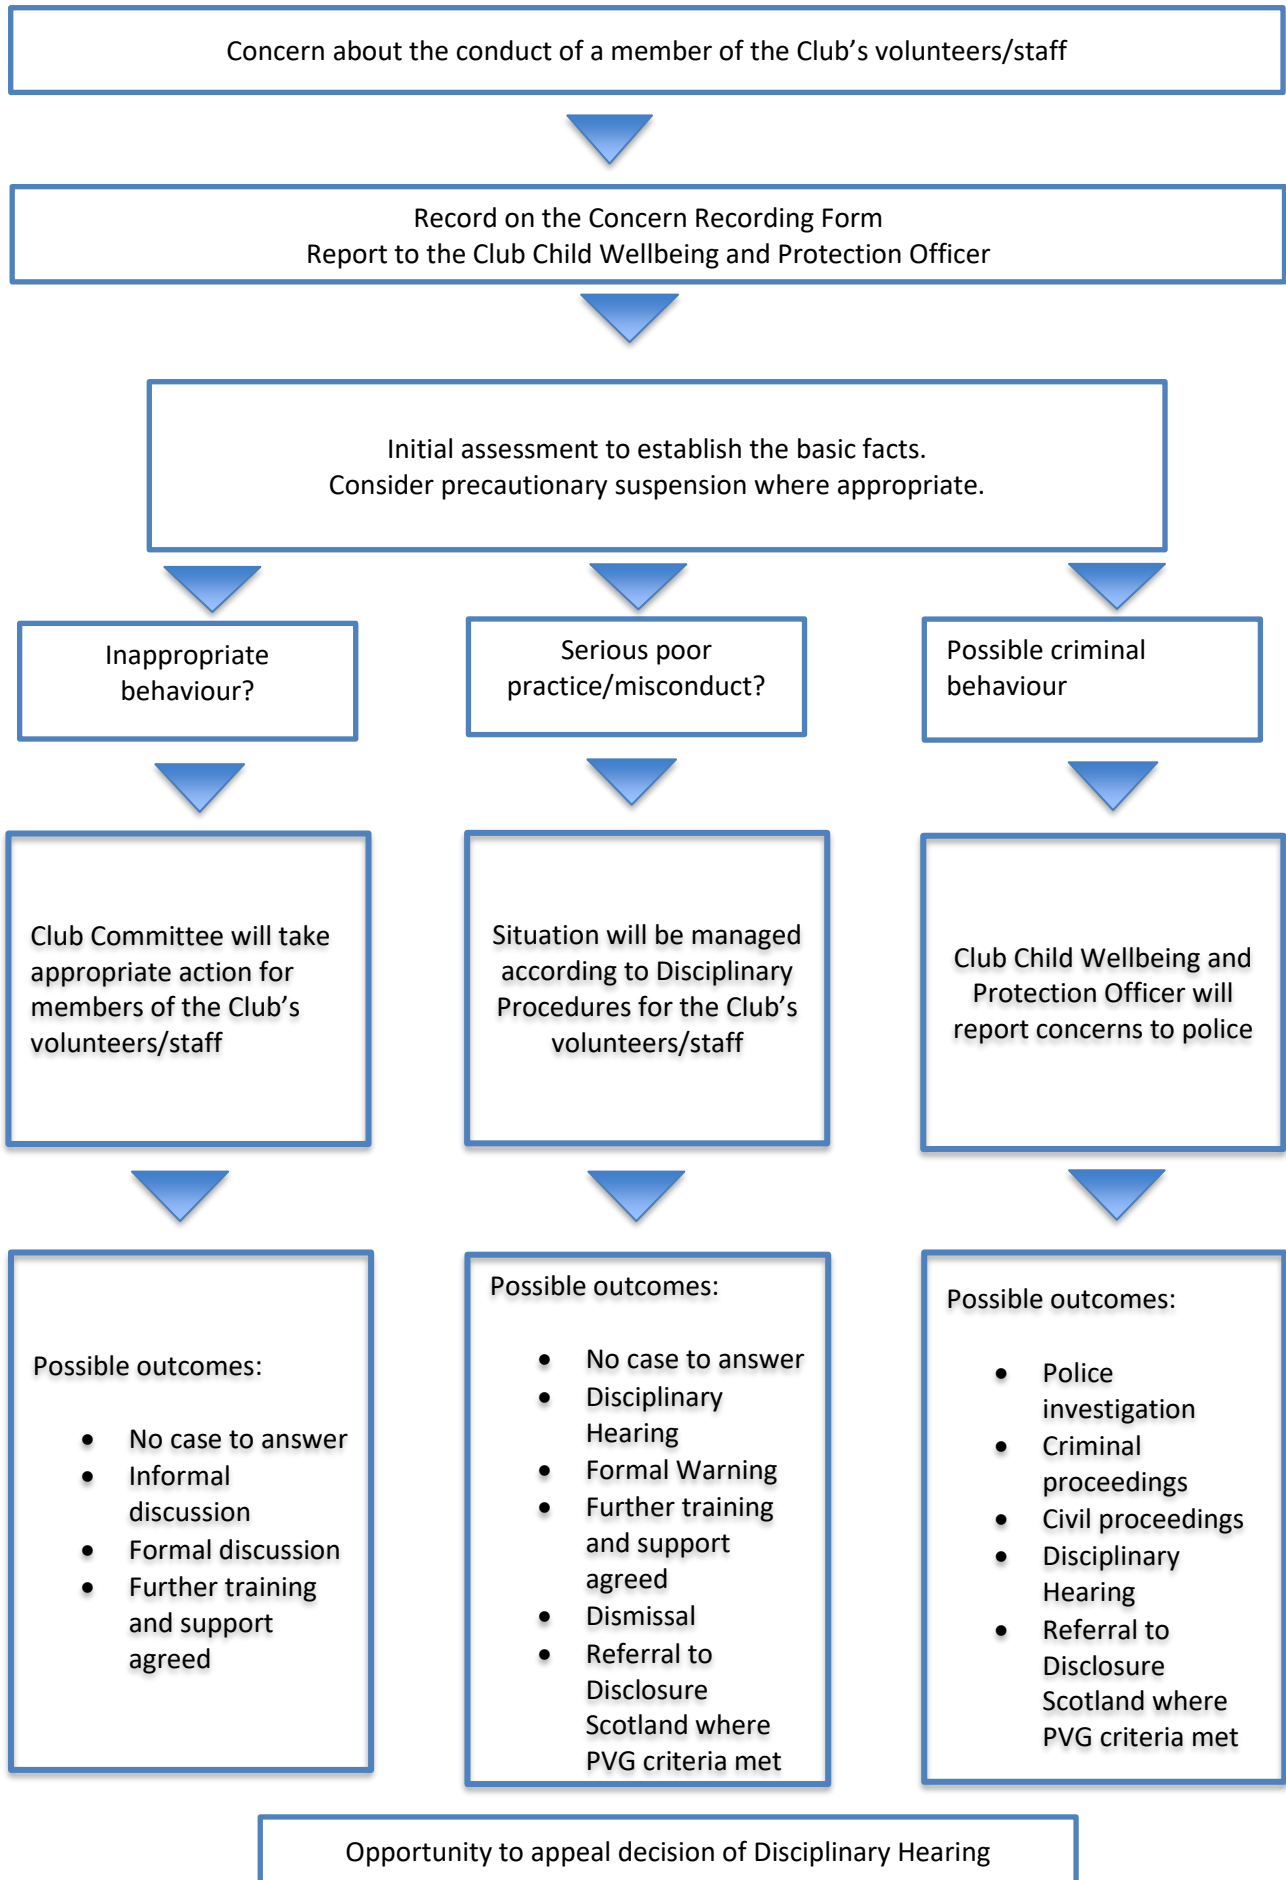 Concern about the conduct of a member of the Club’s volunteers/staff
Record on the Concern Recording Form
Report to the Club Child Wellbeing and Protection Officer
Initial assessment to establish the basic facts.
Consider precautionary suspension where appropriate.
Inappropriate
behaviour?
Serious poor
practice/misconduct?
Possible criminal
behaviour
Club Committee will take
appropriate action for
members of the Club’s
volunteers/staff
Situation will be managed
according to Disciplinary
Procedures for the Club’s
volunteers/staff
Club Child Wellbeing and
Protection Officer will
report concerns to police
Possible outcomes:
• No case to answer
• Informal
discussion
• Formal discussion
• Further training
and support
agreed
Possible outcomes:
• No case to answer
• Disciplinary
Hearing
• Formal Warning
• Further training
and support
agreed
• Dismissal
• Referral to
Disclosure
Scotland where
PVG criteria met
Possible outcomes:
• Police
investigation
• Criminal
proceedings
• Civil proceedings
• Disciplinary
Hearing
• Referral to
Disclosure
Scotland where
PVG criteria met
Opportunity to appeal decision of Disciplinary Hearing